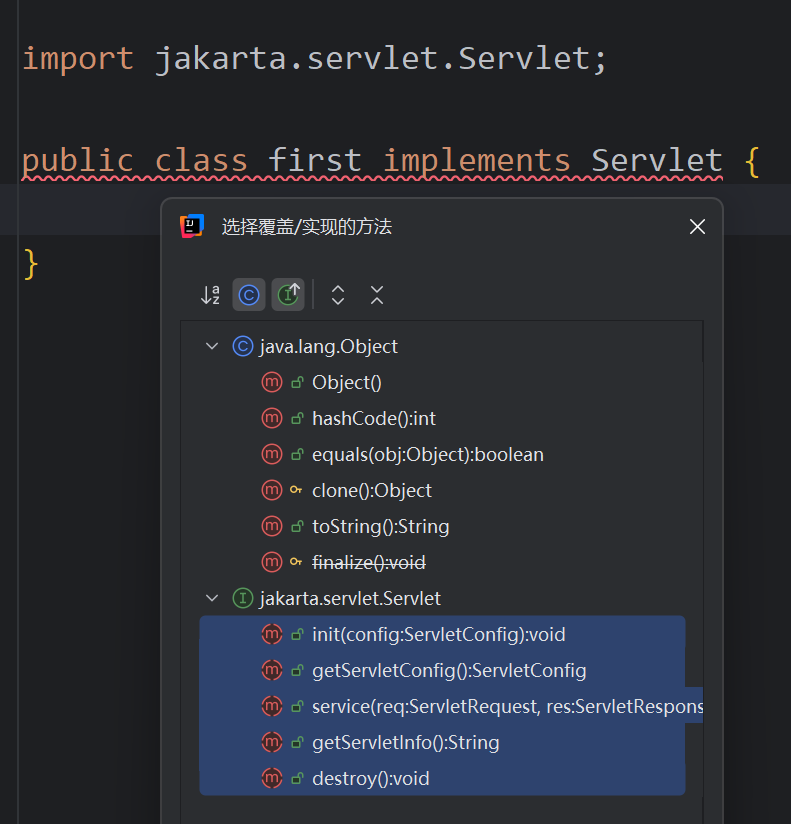 import jakarta.servlet.Servlet;
public class first implements Servlet {
选择覆盖/实现的方法
}
java.lang.Object
Object()
hashCode():int
equals(obj:Object):boolean
clone():Object
toString():String
finalize():void
jakarta.servlet.Servlet
init(config:ServletConfig):void
getServletConfig():ServletConfig
service(req:ServletRequest, res:ServletRespons
getServletInfo():String
destroy():void